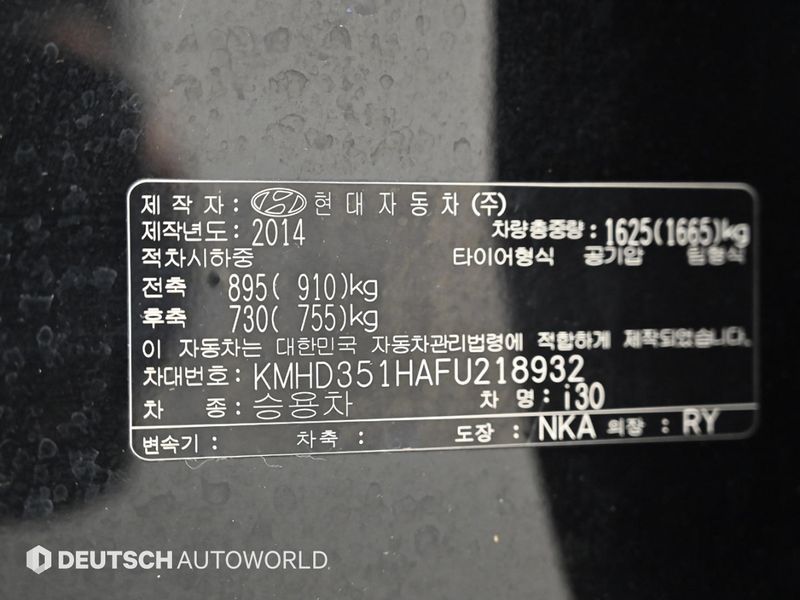 제 작 자 : 현 대 자 동 차 (주)
제작년도 : 2014 차량총중량 : 1625(1665)kg
적차시하중 타이어형식 공기압 림형식
전축 895( 910)kg
후축 730( 755)kg
이 자동차는 대한민국 자동차관리법령에 적합하게 제작되었습니다.
차대번호 : KMHD351HAFU218932
차 종 : 승용차 차 명 : i30
변속기 : 차축 : 도장 : NKA 의장 : RY
DEUTSCH AUTOWORLD